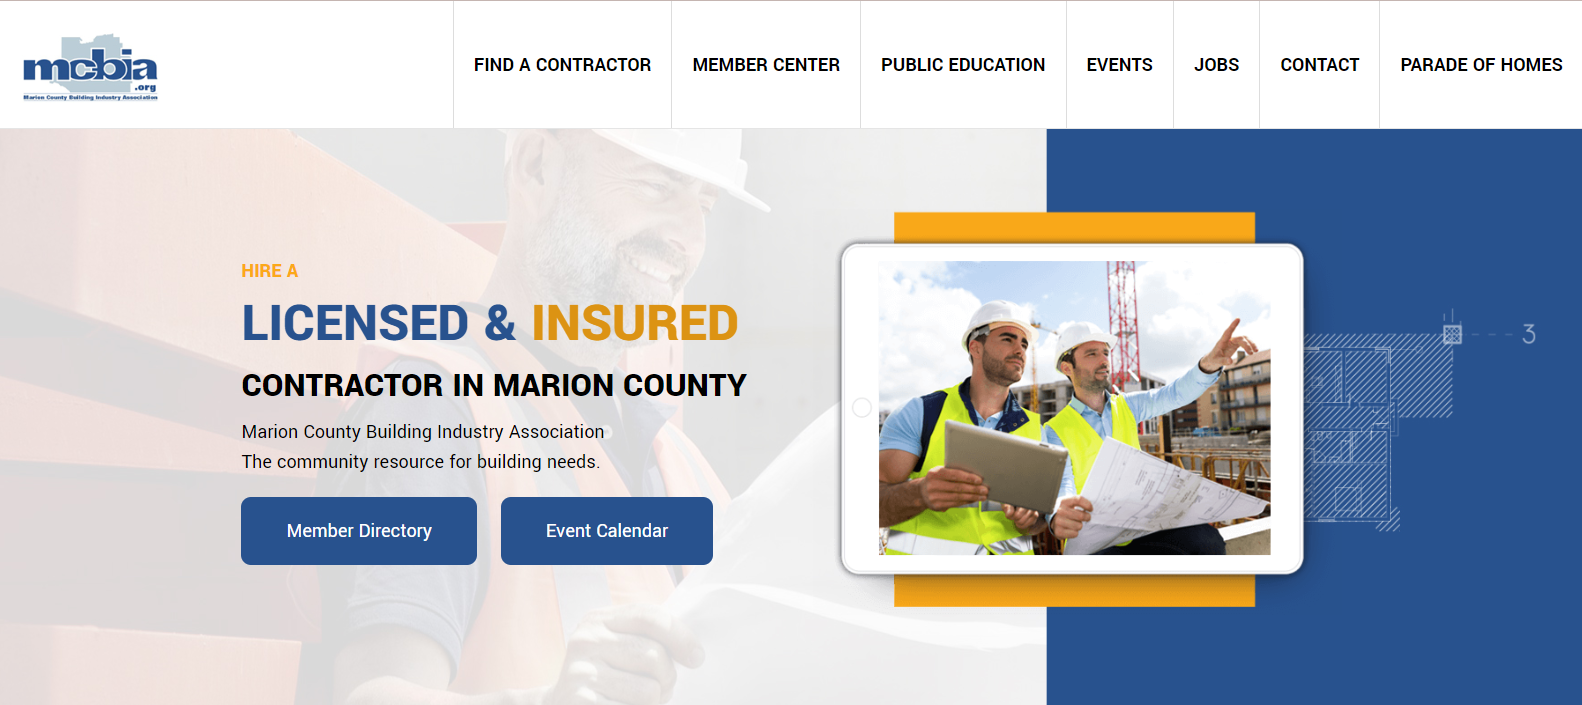 mcbia
.org
Marion County Building Industry Association
FIND A CONTRACTOR
MEMBER CENTER
PUBLIC EDUCATION
EVENTS
JOBS
CONTACT
PARADE OF HOMES
HIRE A
LICENSED & INSURED
CONTRACTOR IN MARION COUNTY
Marion County Building Industry Association
The community resource for building needs.
Member Directory
Event Calendar
3